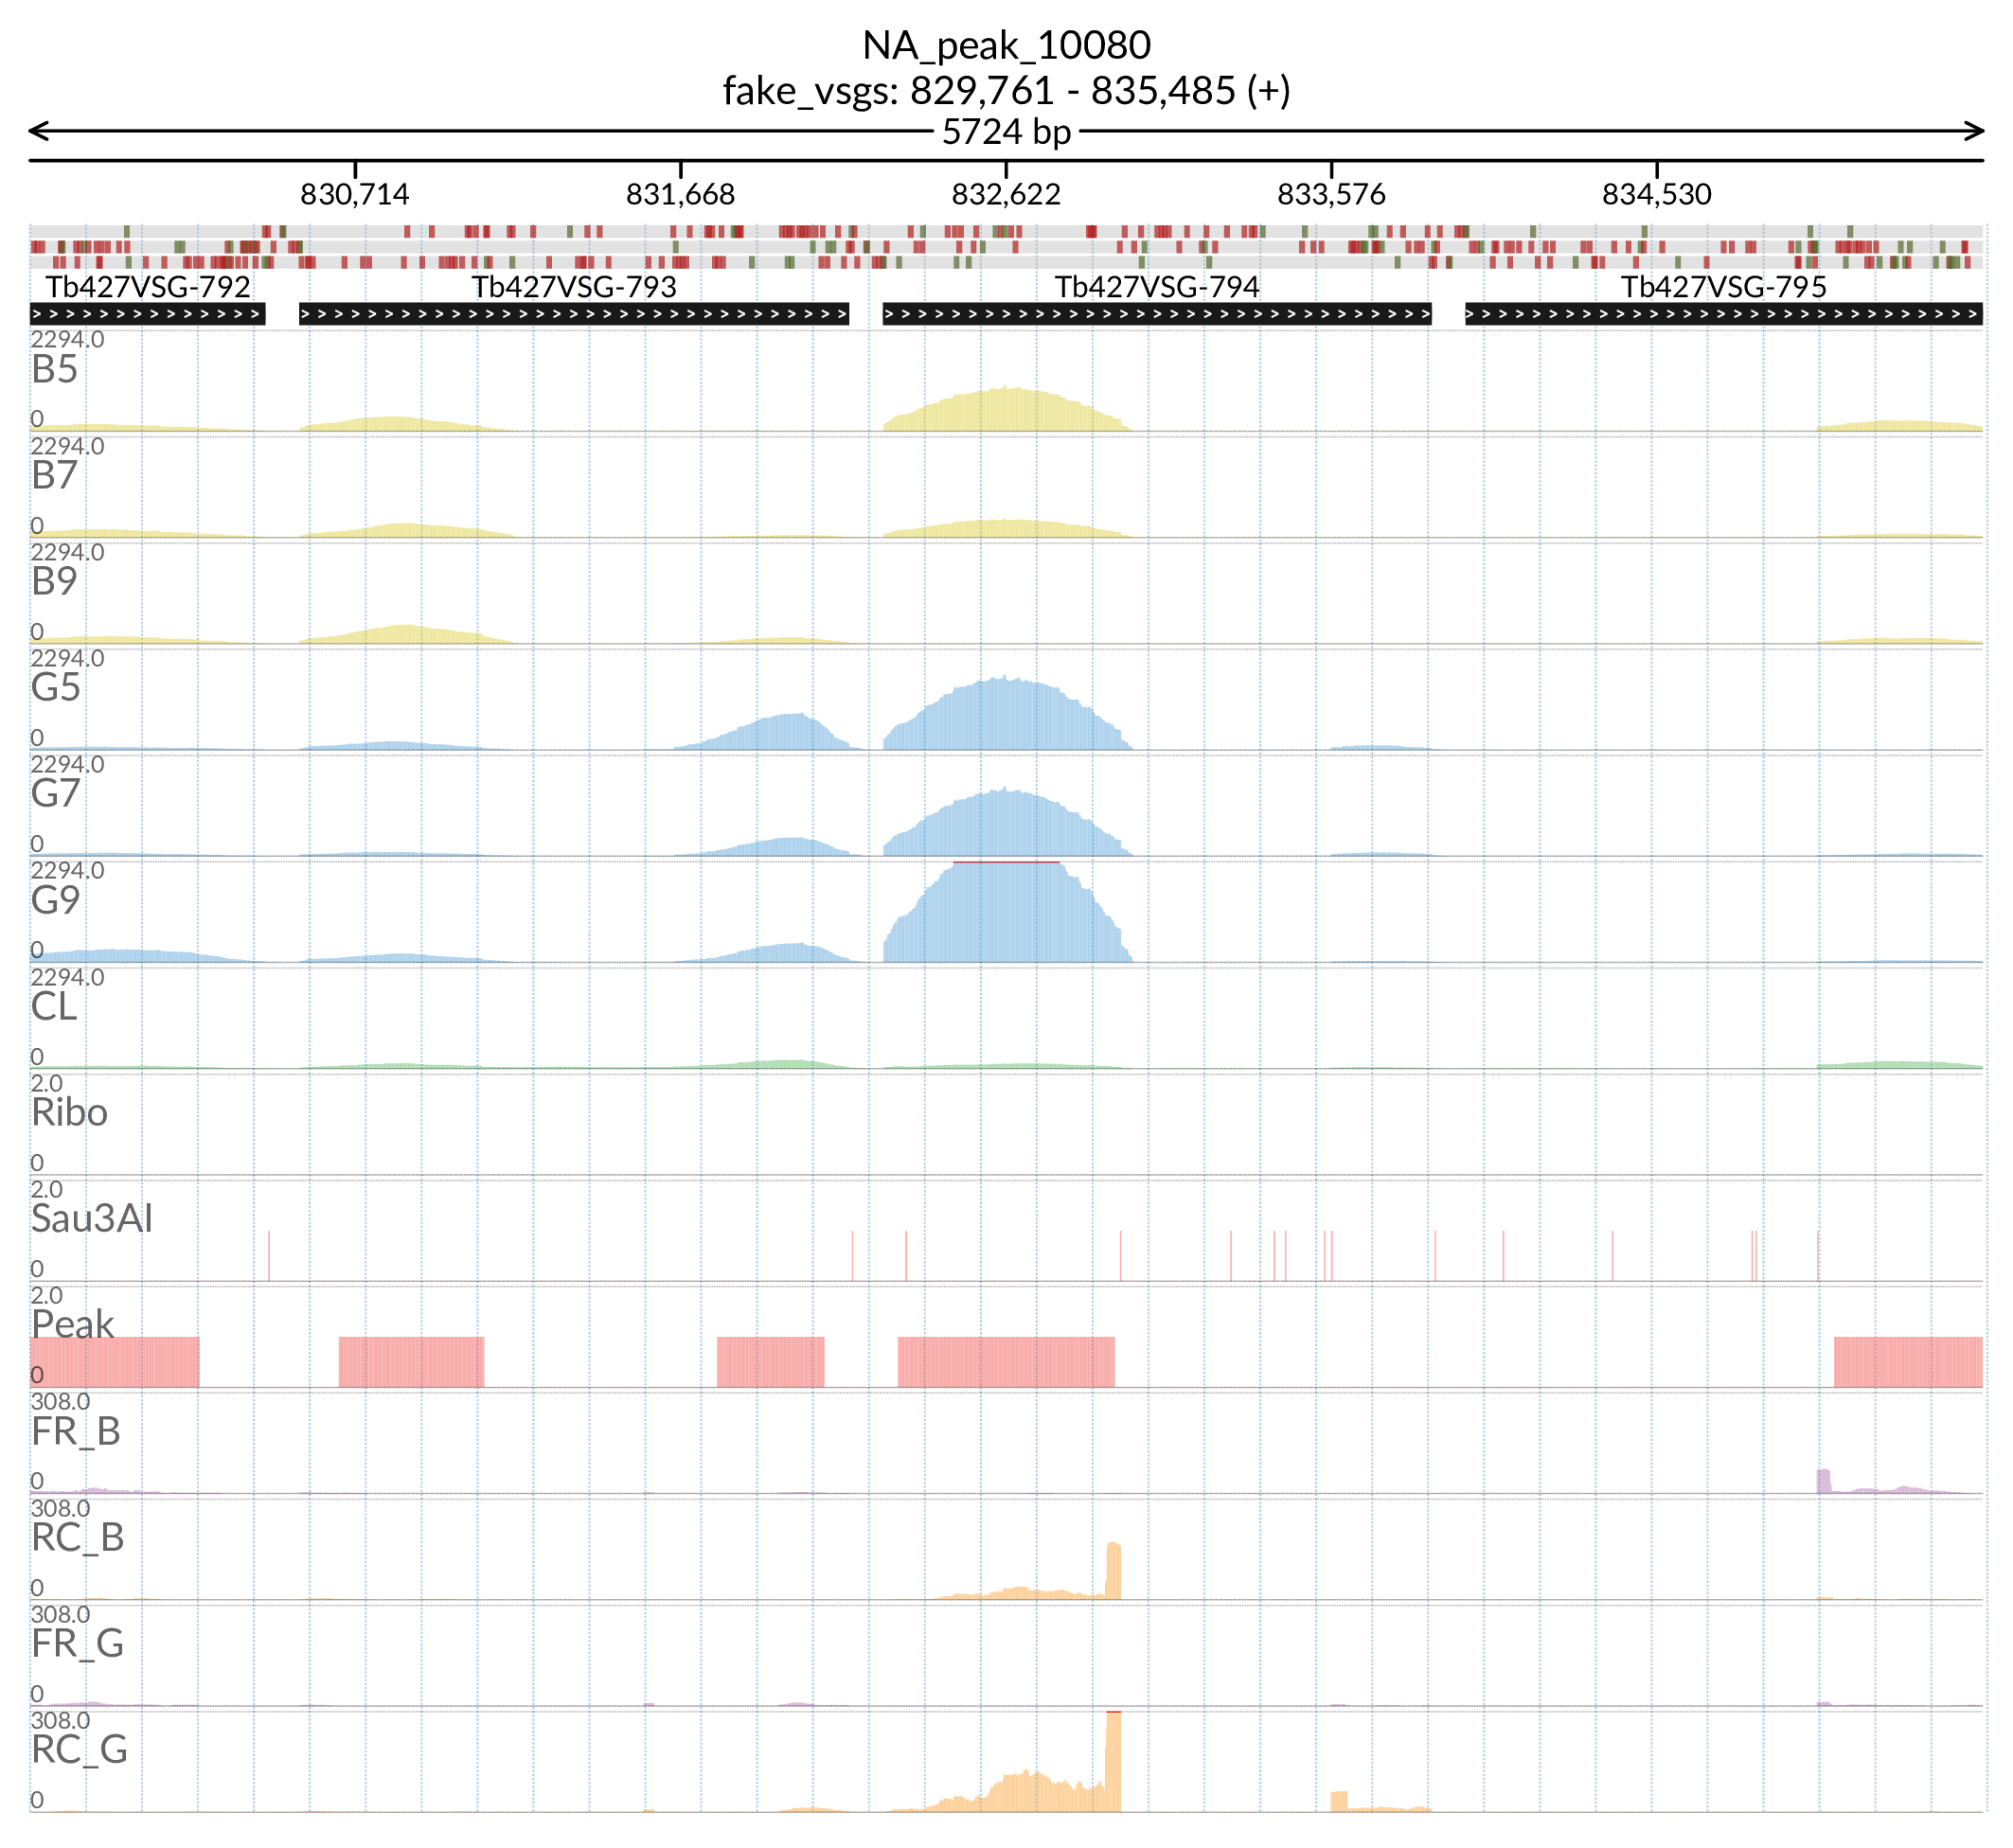 NA_peak_10080
fake_vsgs: 829,761 - 835,485 (+)
5724 bp
830,714 831,668 832,622 833,576 834,530
Tb427VSG-792 Tb427VSG-793 Tb427VSG-794 Tb427VSG-795
2294.0
B5
0
2294.0
B7
0
2294.0
B9
0
2294.0
G5
0
2294.0
G7
0
2294.0
G9
0
2294.0
CL
0
2.0
Ribo
0
2.0
Sau3AI
0
2.0
Peak
0
308.0
FR_B
0
308.0
RC_B
0
308.0
FR_G
0
308.0
RC_G
0